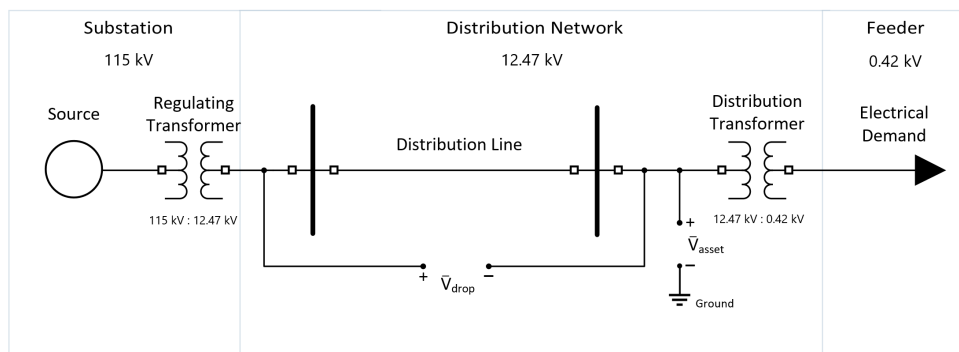 Substation
115 kV
Distribution Network
12.47 kV
Feeder
0.42 kV
Source
Regulating
Transformer
115 kV : 12.47 kV
Distribution Line
Distribution
Transformer
12.47 kV : 0.42 kV
Electrical
Demand
+ V̅drop −
+
V̅asset
−
Ground